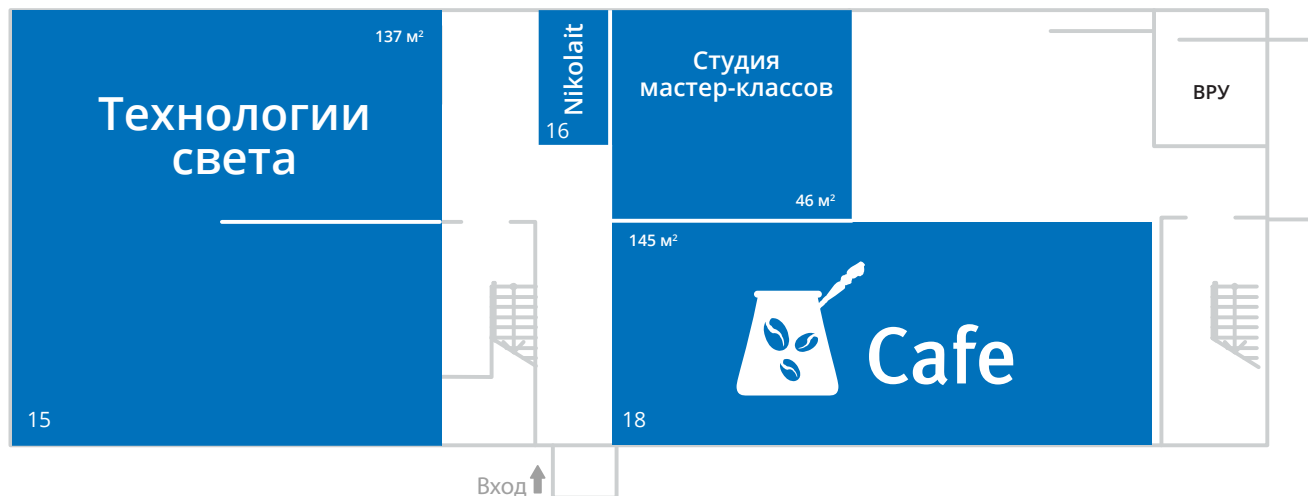 137 м²
Технологии
света
15
Nikolait
16
Студия
мастер-классов
46 м²
ВРУ
145 м²
Cafe
18
Вход